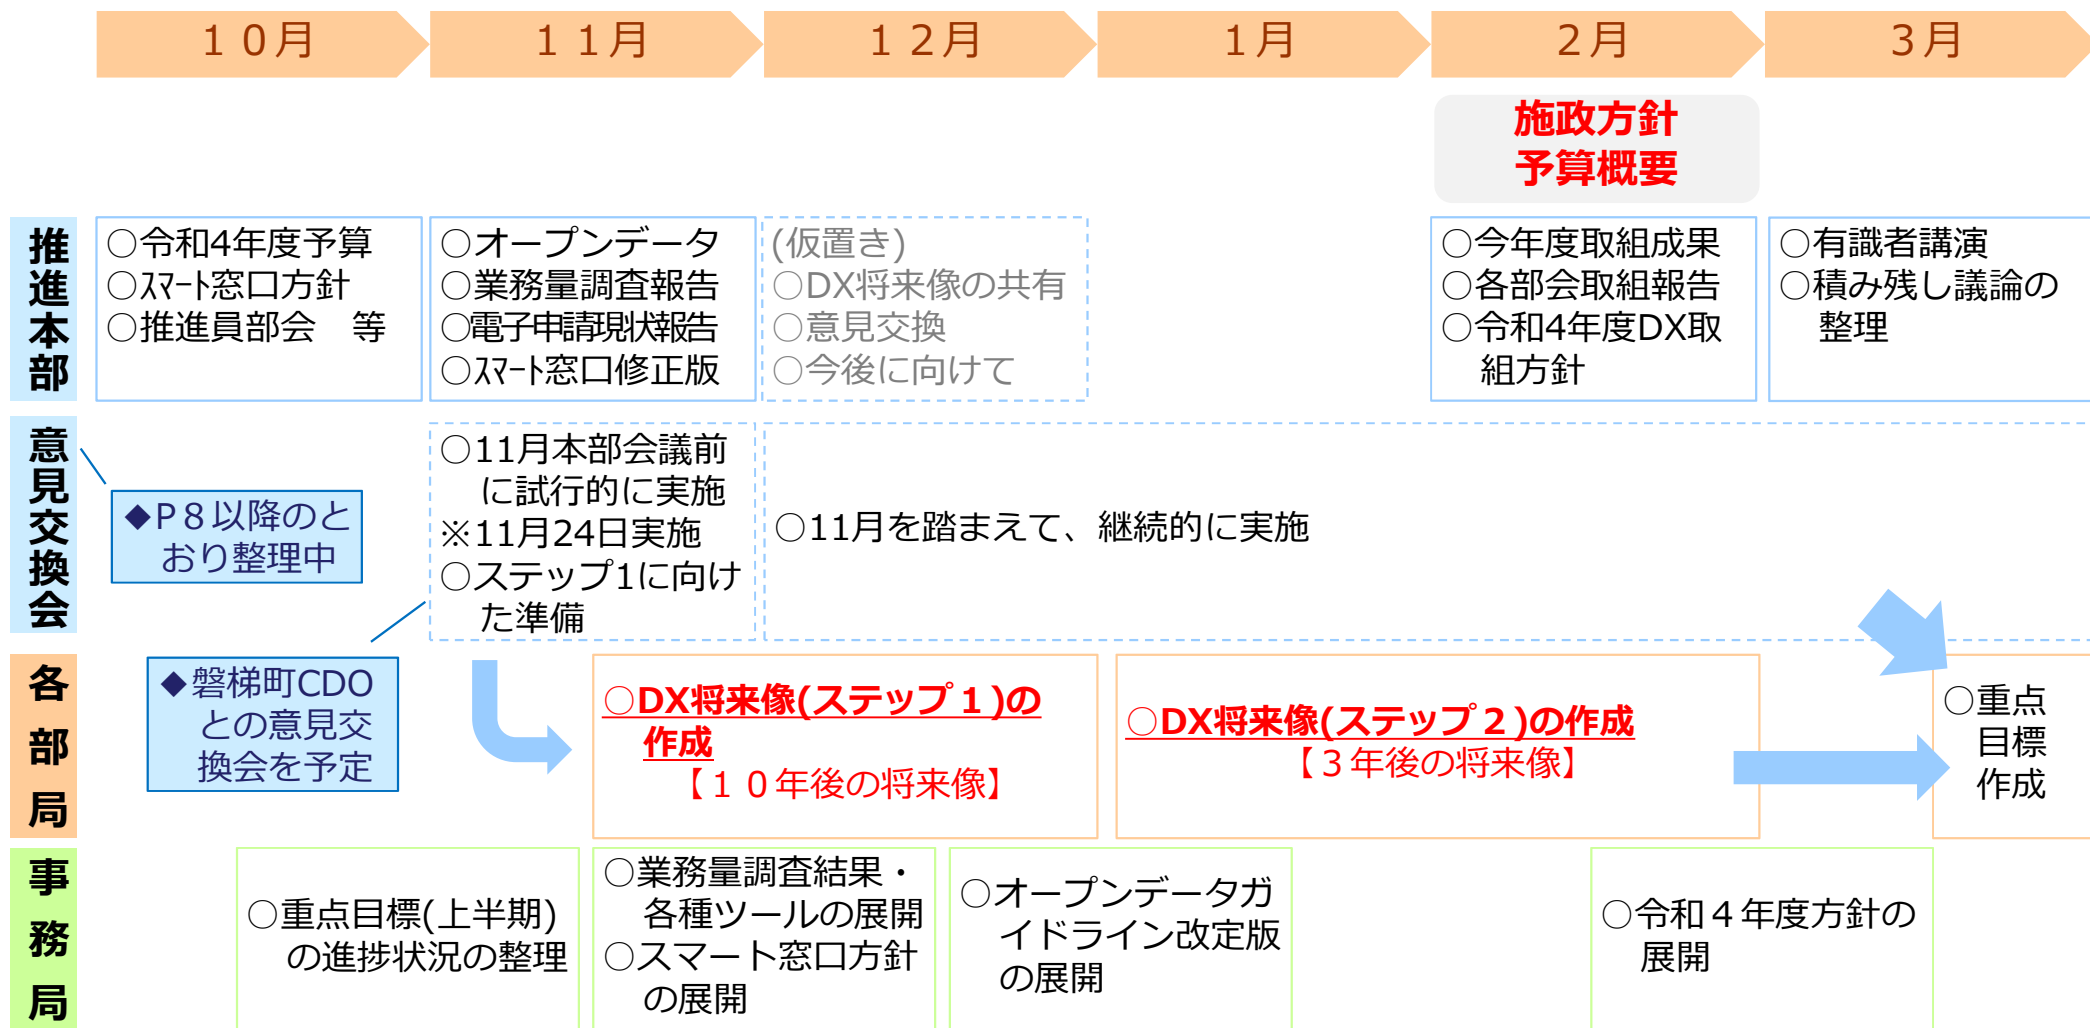 １０月
１１月
１２月
１月
２月
３月
施政方針
予算概要
推進本部
○令和4年度予算
○ｽﾏｰﾄ窓口方針
○推進員部会　等
○オープンデータ
○業務量調査報告
○電子申請現状報告
○ｽﾏｰﾄ窓口修正版
(仮置き)
○DX将来像の共有
○意見交換
○今後に向けて
○今年度取組成果
○各部会取組報告
○令和4年度DX取
組方針
○有識者講演
○積み残し議論の
整理
意見交換会
◆P８以降のと
おり整理中
○11月本部会議前
に試行的に実施
※11月24日実施
○ステップ1に向け
た準備
○11月を踏まえて、継続的に実施
◆磐梯町CDO
との意見交
換会を予定
各部局
○DX将来像(ステップ１)の
作成
【１０年後の将来像】
○DX将来像(ステップ２)の作成
【３年後の将来像】
○重点
目標
作成
事務局
○重点目標(上半期)
の進捗状況の整理
○業務量調査結果・
各種ツールの展開
○スマート窓口方針
の展開
○オープンデータガ
イドライン改定版
の展開
○令和４年度方針の
展開